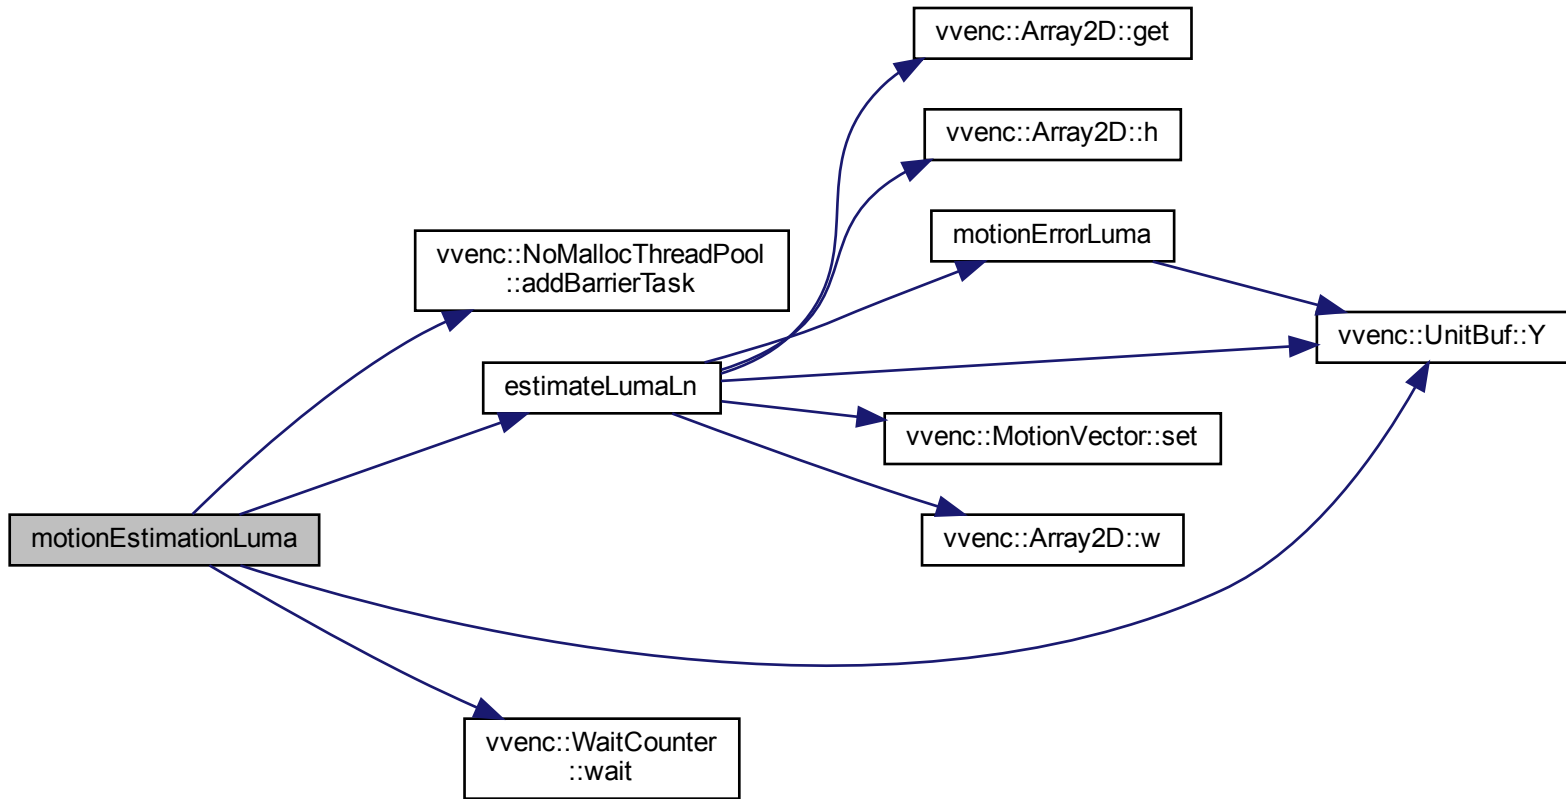 vvenc::Array2D::get
vvenc::Array2D::h
motionErrorLuma
vvenc::NoMallocThreadPool
::addBarrierTask
vvenc::UnitBuf::Y
estimateLumaLn
vvenc::MotionVector::set
motionEstimationLuma
vvenc::Array2D::w
vvenc::WaitCounter
::wait